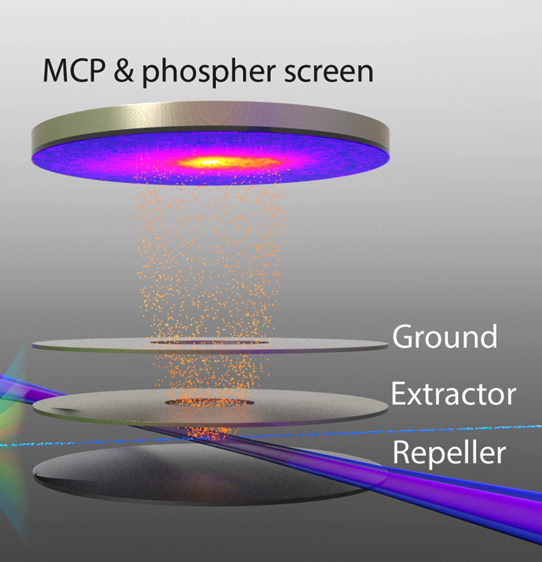 MCP & phospher screen
Ground
Extractor
Repeller